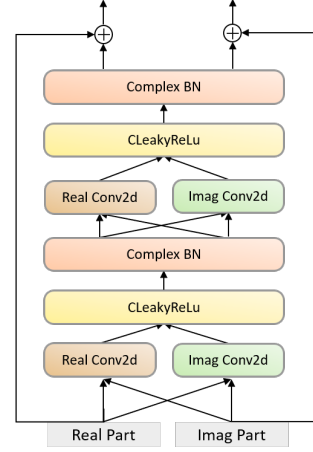 Complex BN
CLeakyReLu
Real Conv2d Imag Conv2d
Complex BN
CLeakyReLu
Real Conv2d Imag Conv2d
Real Part Imag Part